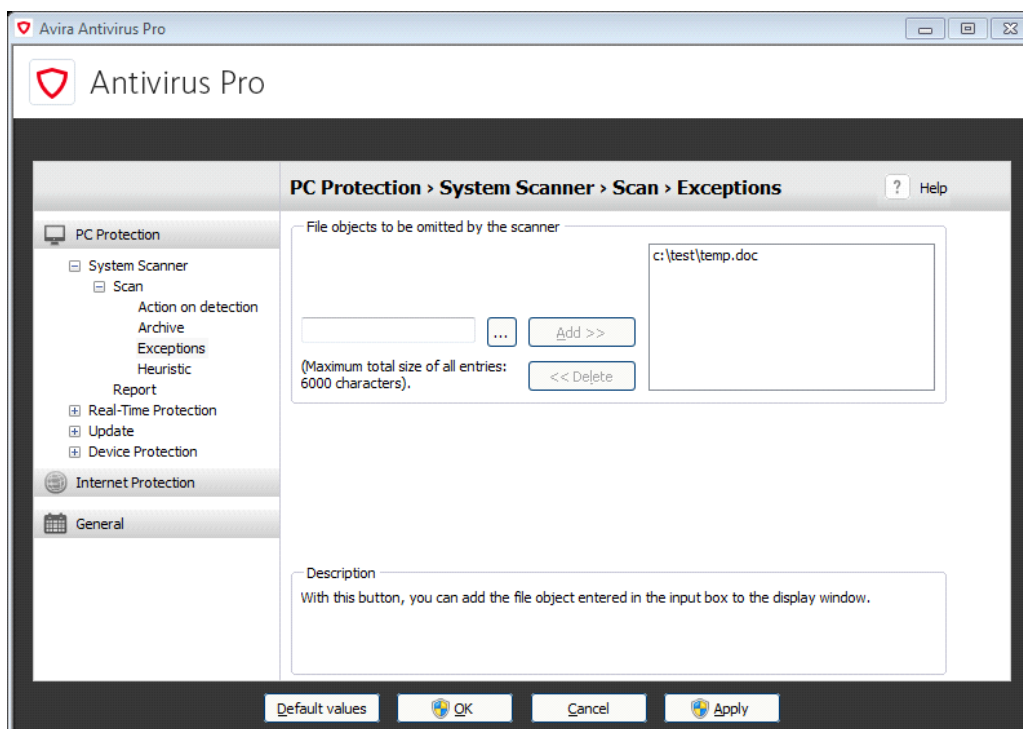 Avira Antivirus Pro
Antivirus Pro
PC Protection › System Scanner › Scan › Exceptions
? Help
PC Protection
System Scanner
Scan
Action on detection
Archive
Exceptions
Heuristic
Report
Real-Time Protection
Update
Device Protection
Internet Protection
General
File objects to be omitted by the scanner
c:\test\temp.doc
...
Add >>
(Maximum total size of all entries:
6000 characters).
<< Delete
Description
With this button, you can add the file object entered in the input box to the display window.
Default values
OK
Cancel
Apply